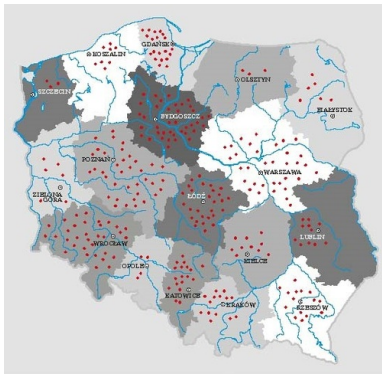 GDAŃSK
KOSZALIN
OLSZTYN
SZCZECIN
BIAŁYSTOK
BYDGOSZCZ
POZNAŃ
WARSZAWA
ZIELONA
GÓRA
ŁÓDŹ
LUBLIN
WROCŁAW
KIELCE
OPOLE
KATOWICE
KRAKÓW
RZESZÓW